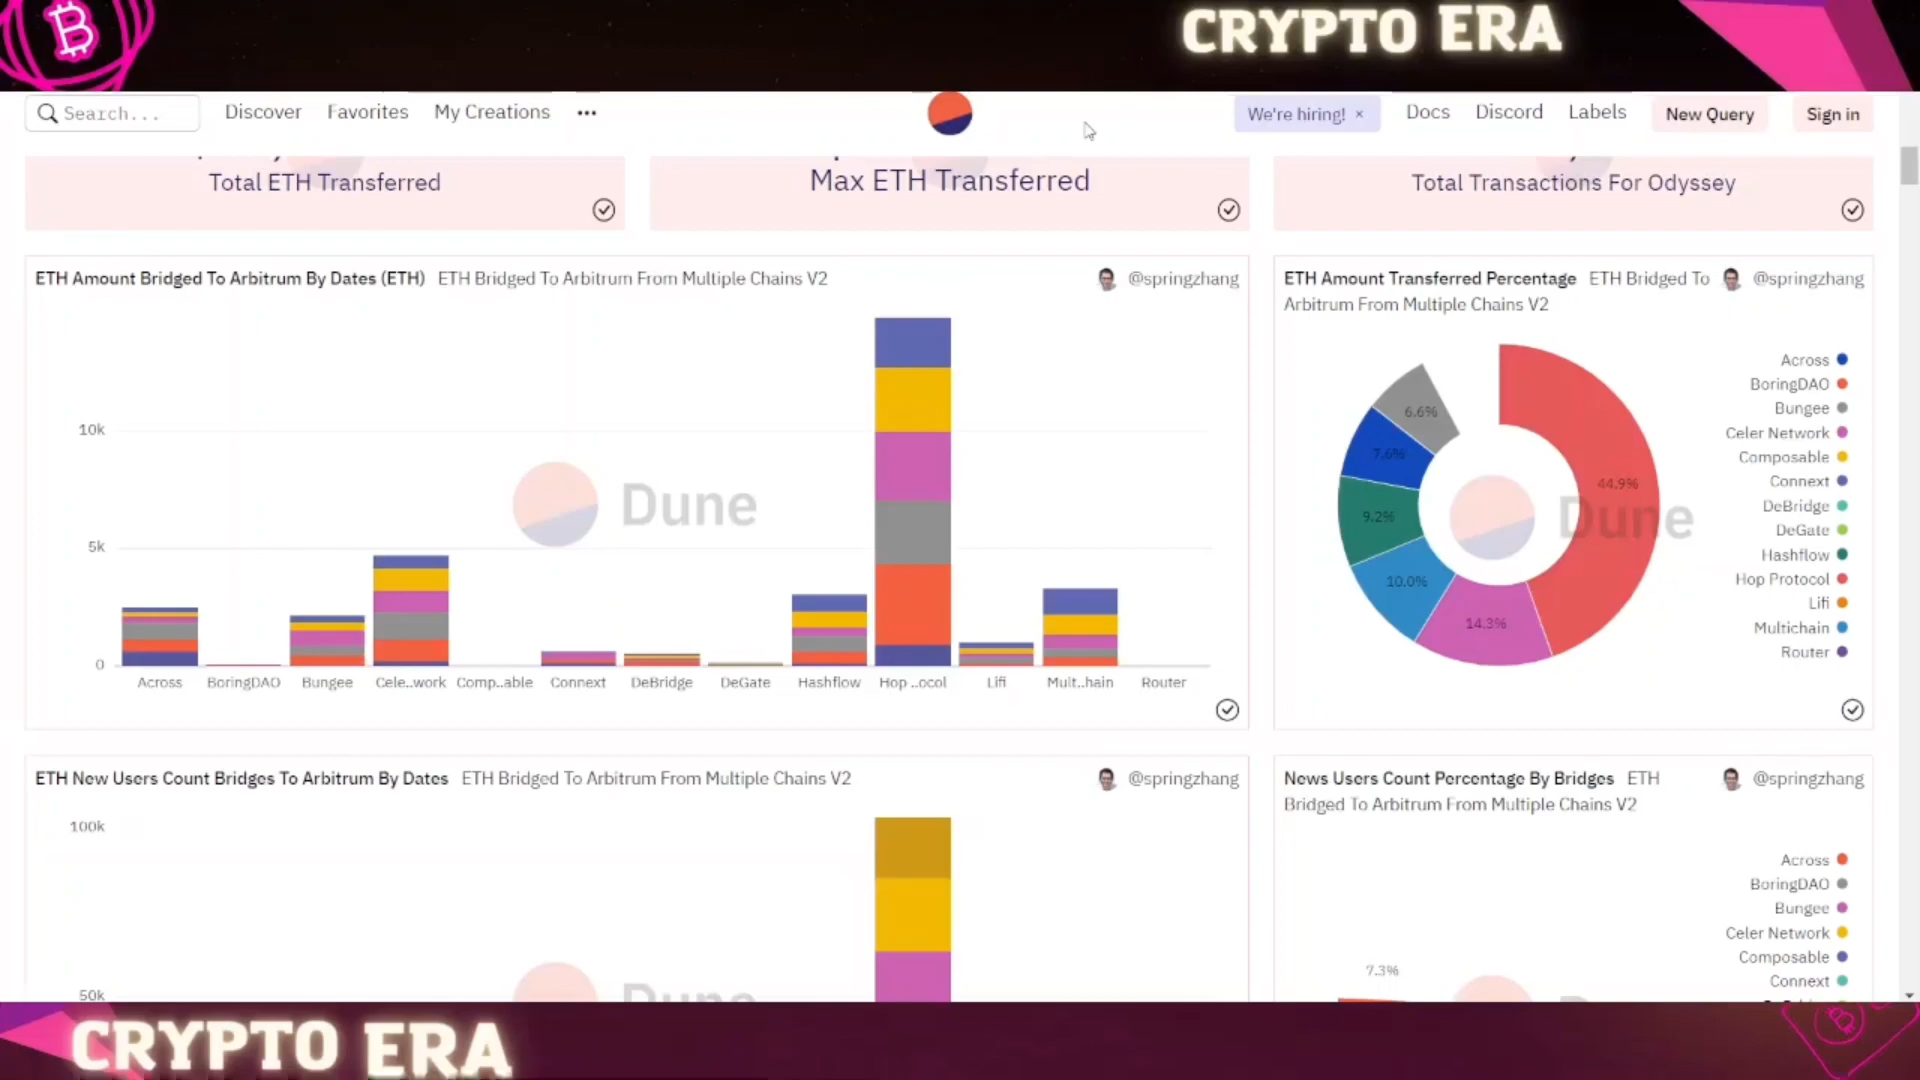 CRYPTO ERA
Search...
Discover
Favorites
My Creations
We're hiring! ×
Docs
Discord
Labels
New Query
Sign in
Total ETH Transferred
Max ETH Transferred
Total Transactions For Odyssey
ETH Amount Bridged To Arbitrum By Dates (ETH) ETH Bridged To Arbitrum From Multiple Chains V2
@springzhang
10k
5k
0
Dune
Across
BoringDAO
Bungee
Cele..work
Comp..able
Connext
DeBridge
DeGate
Hashflow
Hop ..ocol
Lifi
Mult..hain
Router
ETH Amount Transferred Percentage ETH Bridged To
Arbitrum From Multiple Chains V2
@springzhang
6.6%
7.6%
9.2%
10.0%
14.3%
44.9%
Dune
Across
BoringDAO
Bungee
Celer Network
Composable
Connext
DeBridge
DeGate
Hashflow
Hop Protocol
Lifi
Multichain
Router
ETH New Users Count Bridges To Arbitrum By Dates ETH Bridged To Arbitrum From Multiple Chains V2
@springzhang
100k
50k
Dune
News Users Count Percentage By Bridges ETH
Bridged To Arbitrum From Multiple Chains V2
@springzhang
7.3%
Across
BoringDAO
Bungee
Celer Network
Composable
Connext
CRYPTO ERA